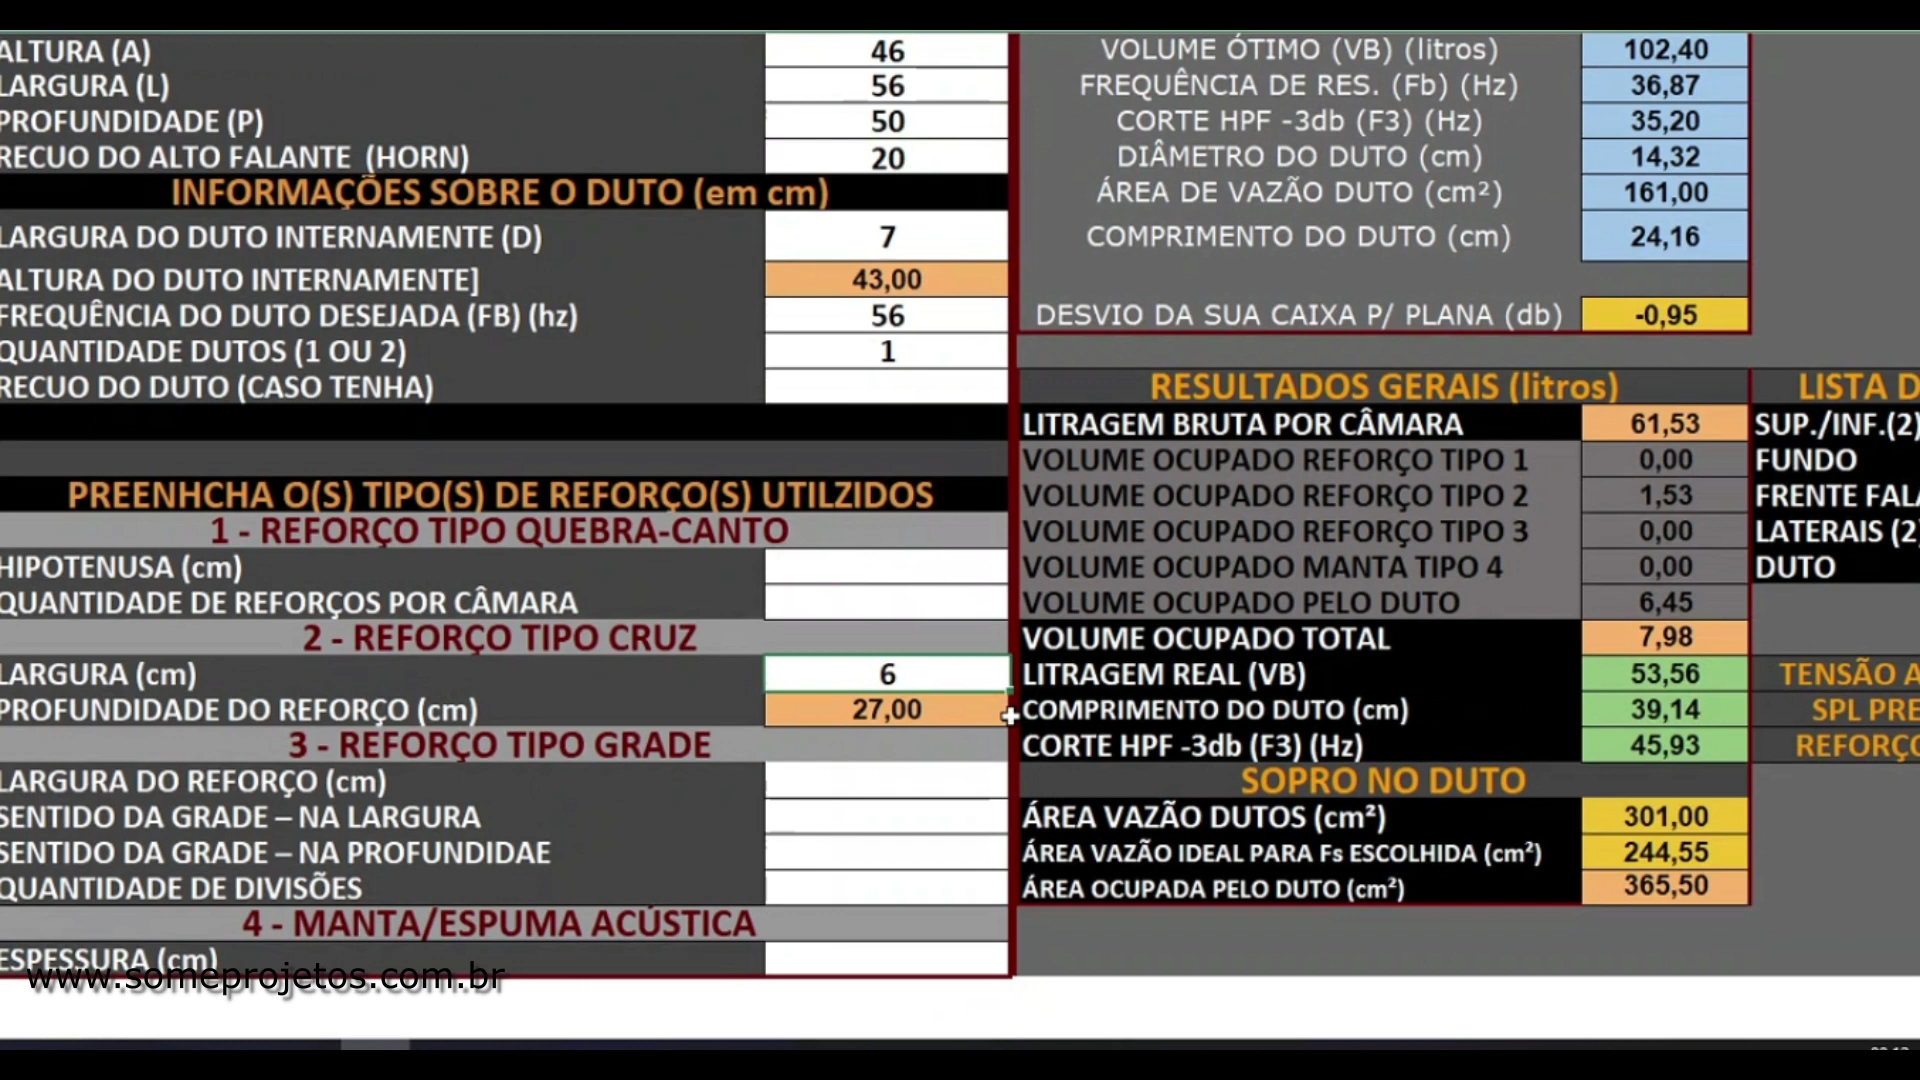 ALTURA (A) 46
LARGURA (L) 56
PROFUNDIDADE (P) 50
RECUO DO ALTO FALANTE (HORN) 20
INFORMAÇÕES SOBRE O DUTO (em cm)
LARGURA DO DUTO INTERNAMENTE (D) 7
ALTURA DO DUTO INTERNAMENTE] 43,00
FREQUÊNCIA DO DUTO DESEJADA (FB) (hz) 56
QUANTIDADE DUTOS (1 OU 2) 1
RECUO DO DUTO (CASO TENHA)
PREENHCHA O(S) TIPO(S) DE REFORÇO(S) UTILZIDOS
1 - REFORÇO TIPO QUEBRA-CANTO
HIPOTENUSA (cm)
QUANTIDADE DE REFORÇOS POR CÂMARA
2 - REFORÇO TIPO CRUZ
LARGURA (cm) 6
PROFUNDIDADE DO REFORÇO (cm) 27,00
3 - REFORÇO TIPO GRADE
LARGURA DO REFORÇO (cm)
SENTIDO DA GRADE – NA LARGURA
SENTIDO DA GRADE – NA PROFUNDIDAE
QUANTIDADE DE DIVISÕES
4 - MANTA/ESPUMA ACÚSTICA
ESPESSURA (cm)
www.someprojetos.com.br
VOLUME ÓTIMO (VB) (litros) 102,40
FREQUÊNCIA DE RES. (Fb) (Hz) 36,87
CORTE HPF -3db (F3) (Hz) 35,20
DIÂMETRO DO DUTO (cm) 14,32
ÁREA DE VAZÃO DUTO (cm²) 161,00
COMPRIMENTO DO DUTO (cm) 24,16
DESVIO DA SUA CAIXA P/ PLANA (db) -0,95
RESULTADOS GERAIS (litros)
LITRAGEM BRUTA POR CÂMARA 61,53
VOLUME OCUPADO REFORÇO TIPO 1 0,00
VOLUME OCUPADO REFORÇO TIPO 2 1,53
VOLUME OCUPADO REFORÇO TIPO 3 0,00
VOLUME OCUPADO MANTA TIPO 4 0,00
VOLUME OCUPADO PELO DUTO 6,45
VOLUME OCUPADO TOTAL 7,98
LITRAGEM REAL (VB) 53,56
COMPRIMENTO DO DUTO (cm) 39,14
CORTE HPF -3db (F3) (Hz) 45,93
SOPRO NO DUTO
ÁREA VAZÃO DUTOS (cm²) 301,00
ÁREA VAZÃO IDEAL PARA Fs ESCOLHIDA (cm²) 244,55
ÁREA OCUPADA PELO DUTO (cm²) 365,50
LISTA D
SUP./INF.(2)
FUNDO
FRENTE FALA
LATERAIS (2)
DUTO
TENSÃO A
SPL PRE
REFORÇO